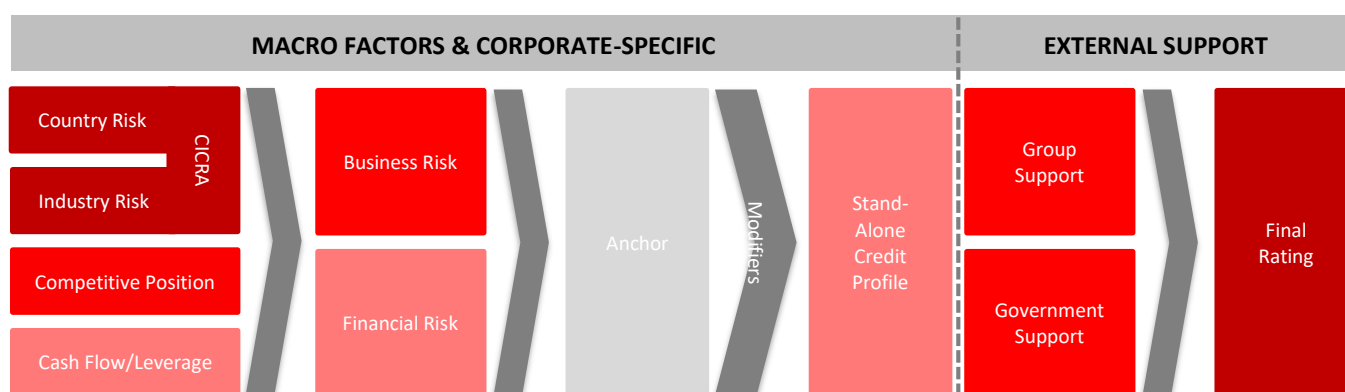 MACRO FACTORS & CORPORATE-SPECIFIC
EXTERNAL SUPPORT
Country Risk
CICRA
Industry Risk
Competitive Position
Cash Flow/Leverage
Business Risk
Financial Risk
Anchor
Modifiers
Stand-
Alone
Credit
Profile
Group
Support
Government
Support
Final
Rating